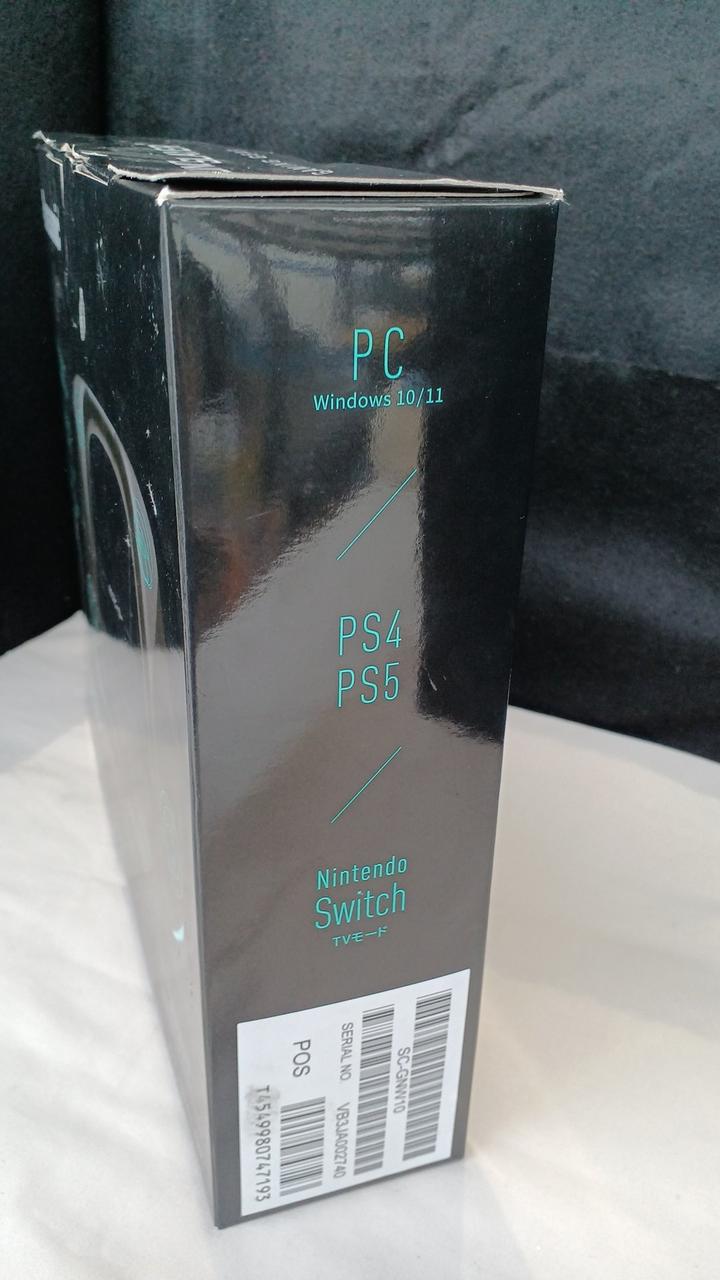 PC
Windows 10/11
PS4
PS5
Nintendo
Switch
TVモード
SC-GNW10
SERIAL NO. VB3JA002740
POS
T4549980747193